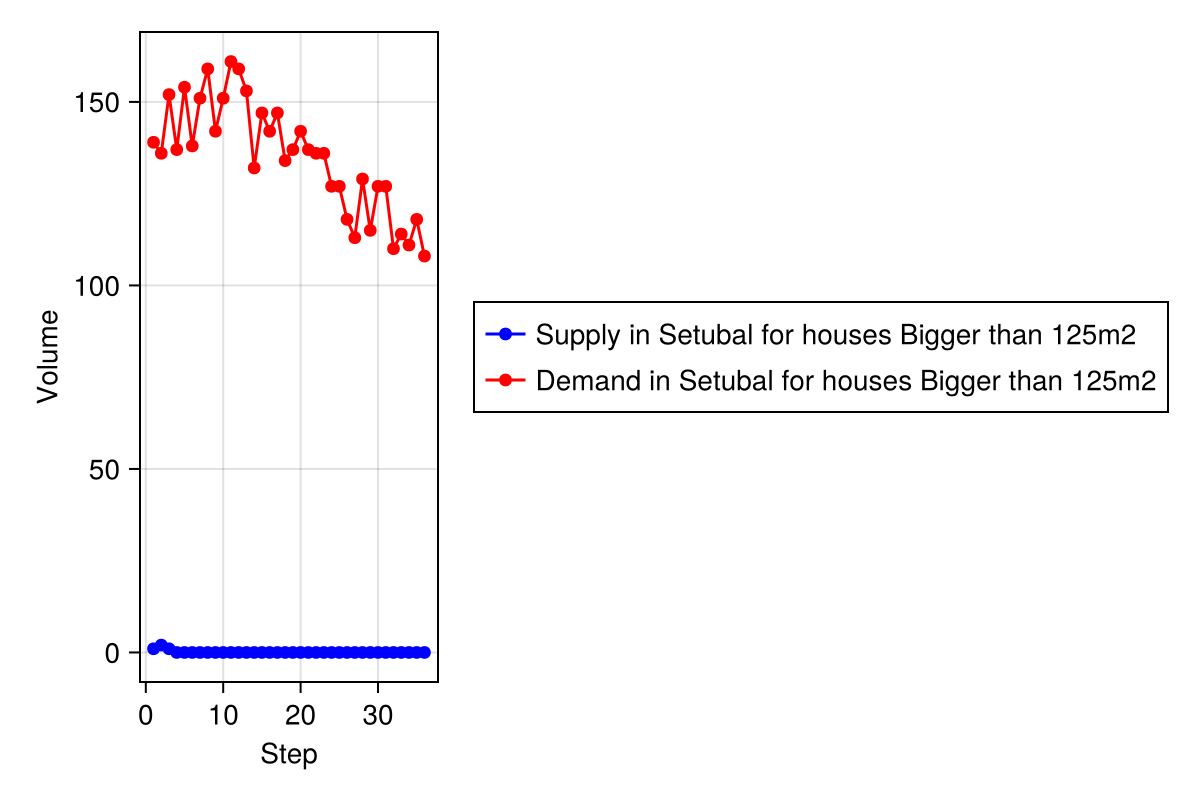 150
100
50
0
Volume
0 10 20 30
Step
Supply in Setubal for houses Bigger than 125m2
Demand in Setubal for houses Bigger than 125m2